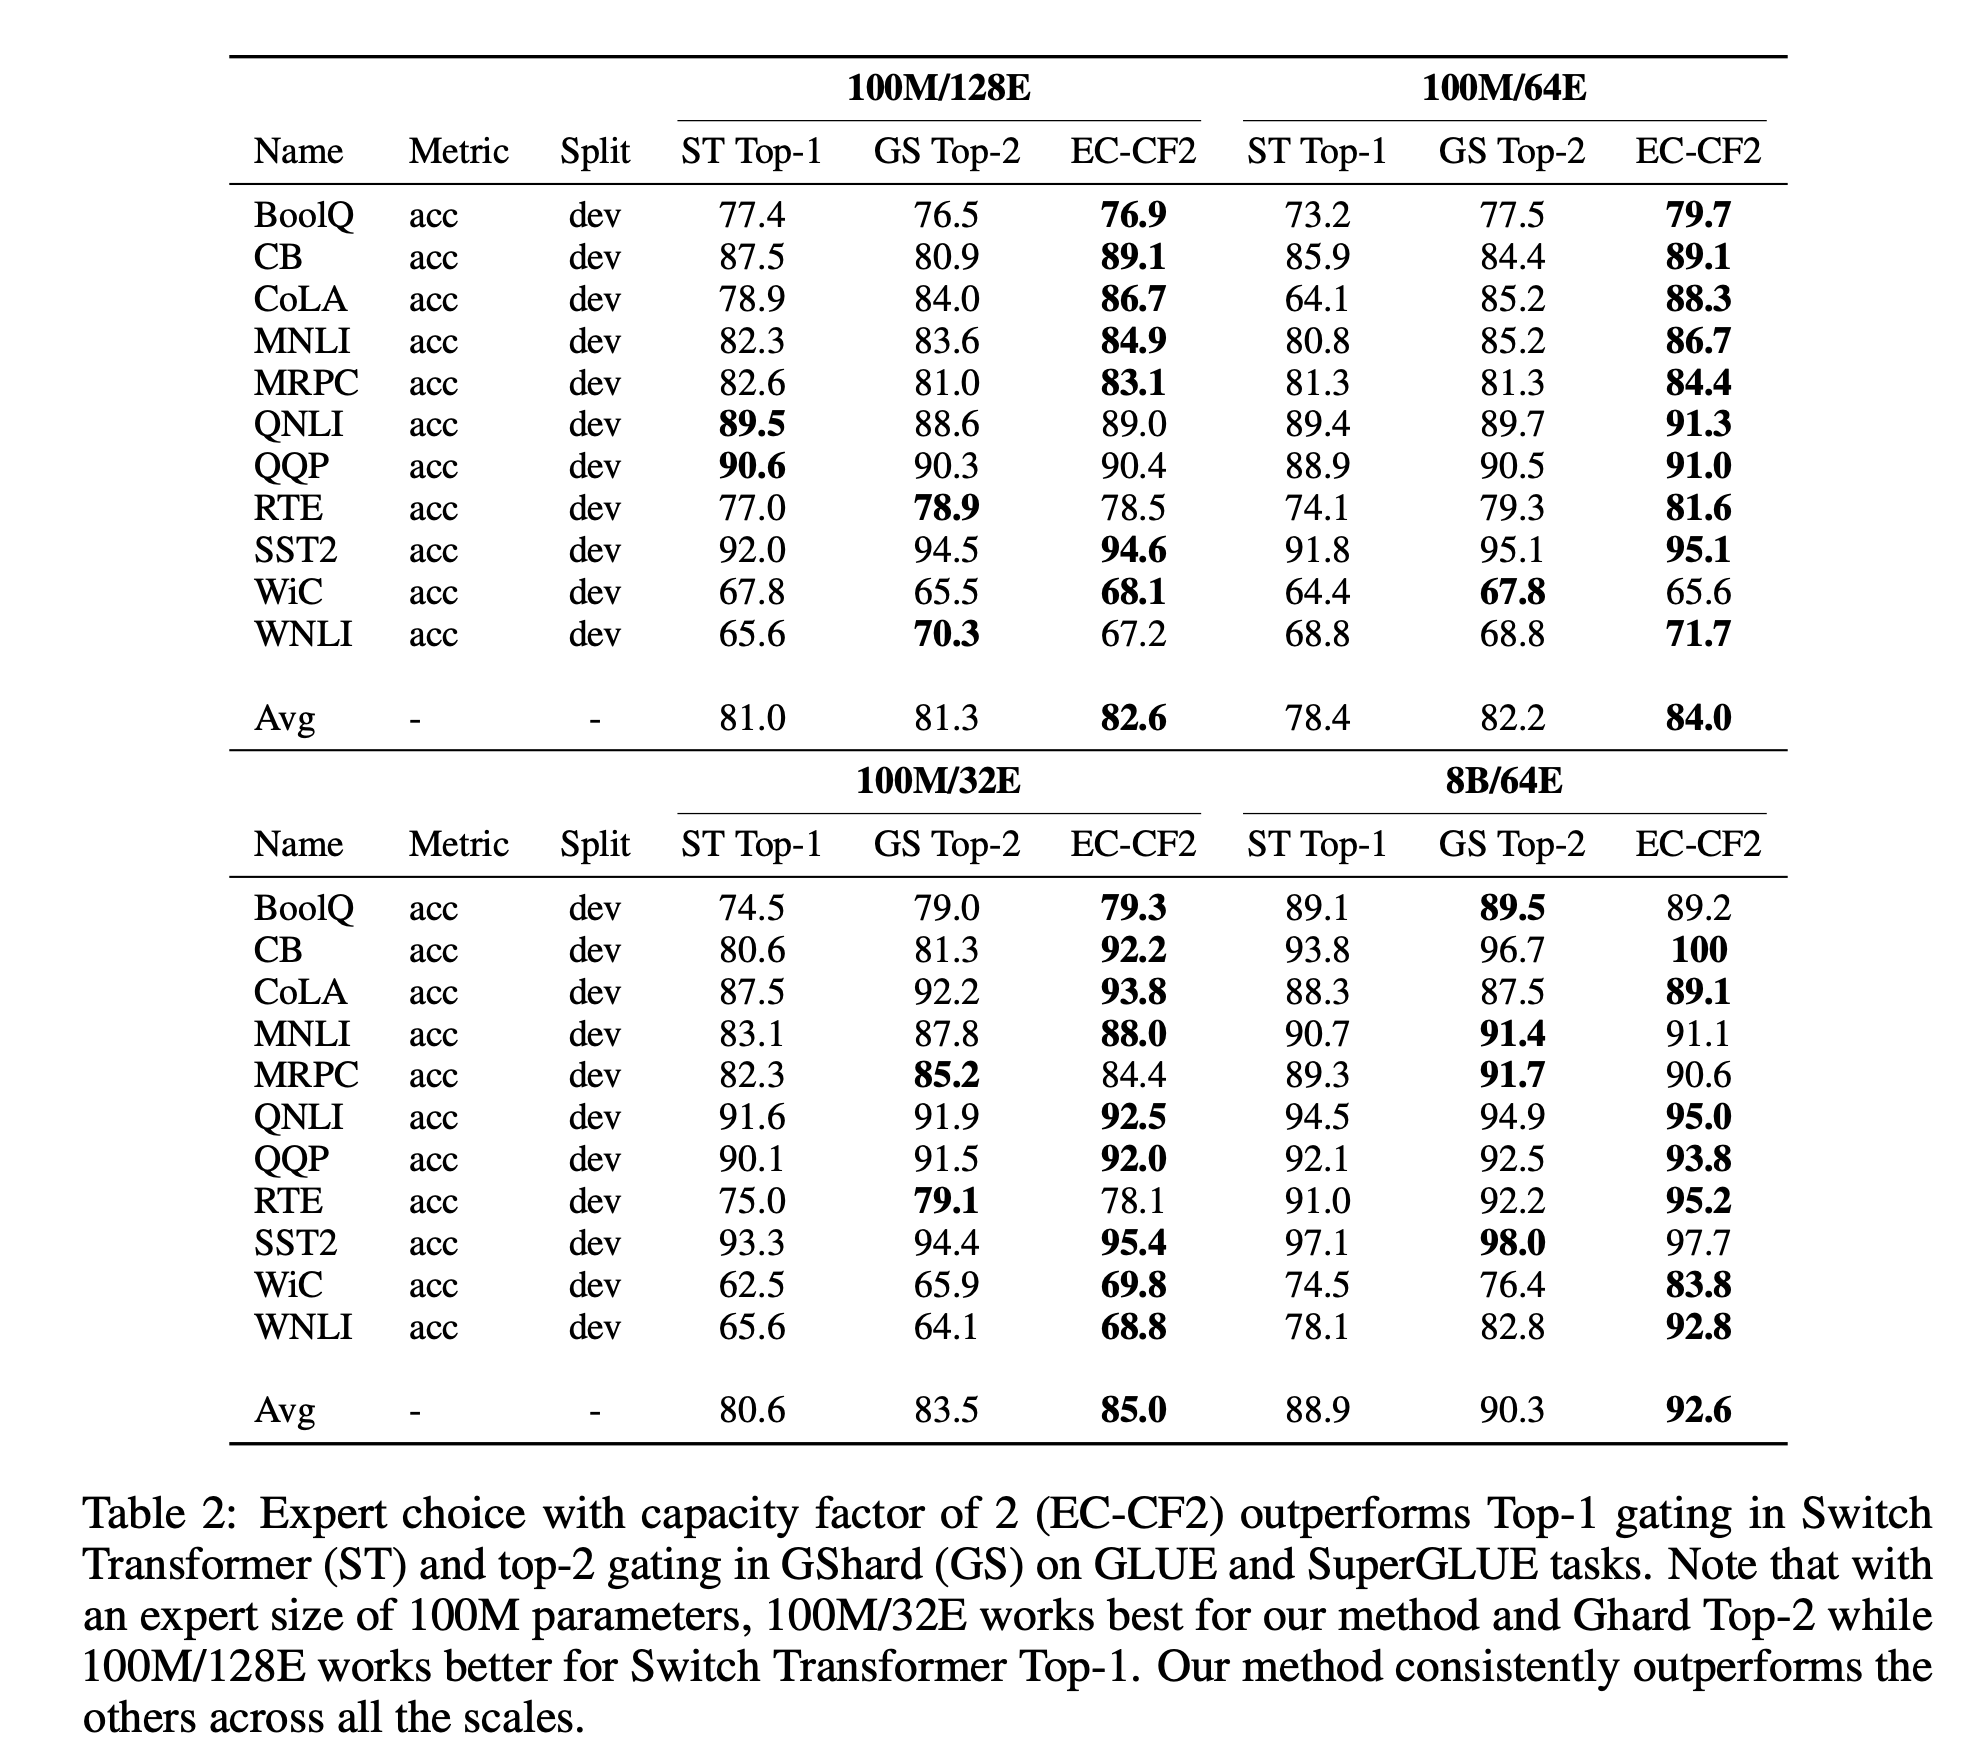 100M/128E 100M/64E
Name Metric Split ST Top-1 GS Top-2 EC-CF2 ST Top-1 GS Top-2 EC-CF2
BoolQ acc dev 77.4 76.5 76.9 73.2 77.5 79.7
CB acc dev 87.5 80.9 89.1 85.9 84.4 89.1
CoLA acc dev 78.9 84.0 86.7 64.1 85.2 88.3
MNLI acc dev 82.3 83.6 84.9 80.8 85.2 86.7
MRPC acc dev 82.6 81.0 83.1 81.3 81.3 84.4
QNLI acc dev 89.5 88.6 89.0 89.4 89.7 91.3
QQP acc dev 90.6 90.3 90.4 88.9 90.5 91.0
RTE acc dev 77.0 78.9 78.5 74.1 79.3 81.6
SST2 acc dev 92.0 94.5 94.6 91.8 95.1 95.1
WiC acc dev 67.8 65.5 68.1 64.4 67.8 65.6
WNLI acc dev 65.6 70.3 67.2 68.8 68.8 71.7
Avg - - 81.0 81.3 82.6 78.4 82.2 84.0
100M/32E 8B/64E
Name Metric Split ST Top-1 GS Top-2 EC-CF2 ST Top-1 GS Top-2 EC-CF2
BoolQ acc dev 74.5 79.0 79.3 89.1 89.5 89.2
CB acc dev 80.6 81.3 92.2 93.8 96.7 100
CoLA acc dev 87.5 92.2 93.8 88.3 87.5 89.1
MNLI acc dev 83.1 87.8 88.0 90.7 91.4 91.1
MRPC acc dev 82.3 85.2 84.4 89.3 91.7 90.6
QNLI acc dev 91.6 91.9 92.5 94.5 94.9 95.0
QQP acc dev 90.1 91.5 92.0 92.1 92.5 93.8
RTE acc dev 75.0 79.1 78.1 91.0 92.2 95.2
SST2 acc dev 93.3 94.4 95.4 97.1 98.0 97.7
WiC acc dev 62.5 65.9 69.8 74.5 76.4 83.8
WNLI acc dev 65.6 64.1 68.8 78.1 82.8 92.8
Avg - - 80.6 83.5 85.0 88.9 90.3 92.6
Table 2: Expert choice with capacity factor of 2 (EC-CF2) outperforms Top-1 gating in Switch
Transformer (ST) and top-2 gating in GShard (GS) on GLUE and SuperGLUE tasks. Note that with
an expert size of 100M parameters, 100M/32E works best for our method and Ghard Top-2 while
100M/128E works better for Switch Transformer Top-1. Our method consistently outperforms the
others across all the scales.